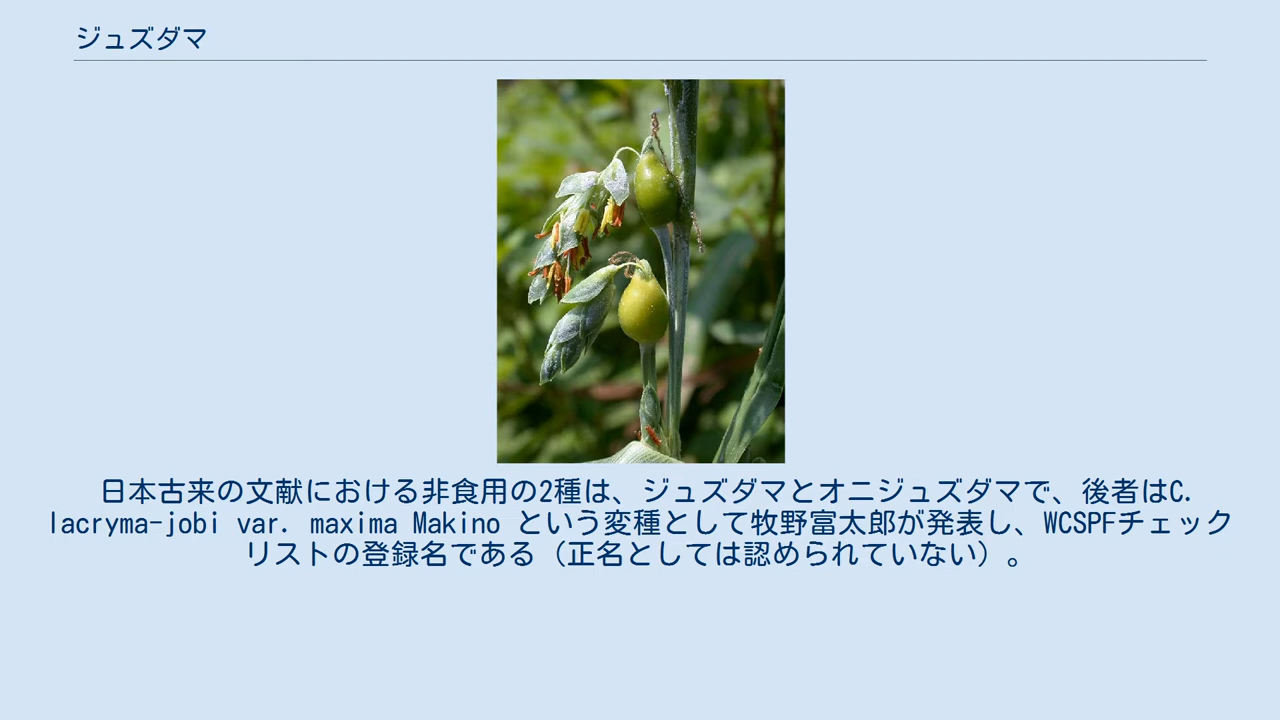 ジュズダマ
日本古来の文献における非食用の2種は、ジュズダマとオニジュズダマで、後者はC.
lacryma-jobi var. maxima Makino という変種として牧野富太郎が発表し、WCSPFチェック
リストの登録名である（正名としては認められていない）。